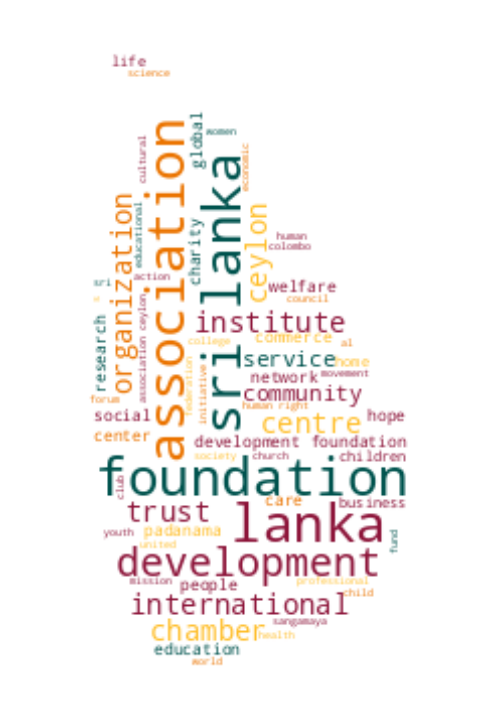 life
science
women
global
cultural
association
sri lanka
economic
organization
educational
ceylon
charity
human
colombo
action
sri
welfare
council
research
association ceylon
institute
commerce
al
college
service
home
federation
initiative
network
movement
community
forum
human right
social
centre
hope
center
development foundation
society
church
children
foundation
club
care
business
trust
lanka
youth
padanama
fund
united
development
mission
people
professional
child
international
sangamaya
chamber
health
education
world